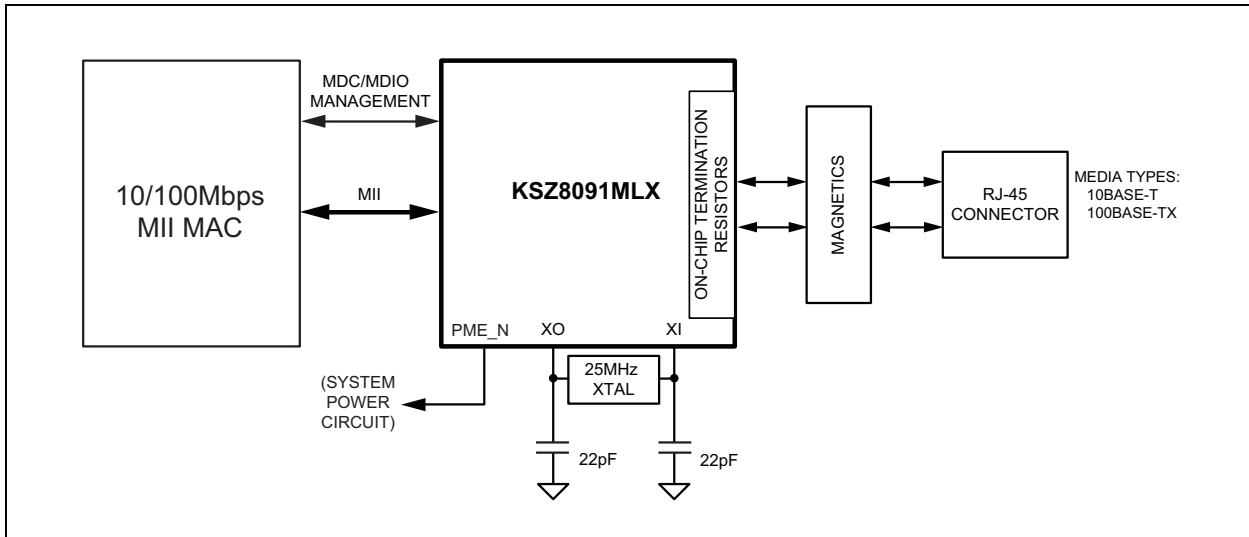 MDC/MDIO
MANAGEMENT
10/100Mbps
MII MAC
MII
KSZ8091MLX
ON-CHIP TERMINATION
RESISTORS
MAGNETICS
RJ-45
CONNECTOR
MEDIA TYPES:
10BASE-T
100BASE-TX
PME_N
XO
XI
25MHz
XTAL
(SYSTEM
POWER
CIRCUIT)
22pF
22pF